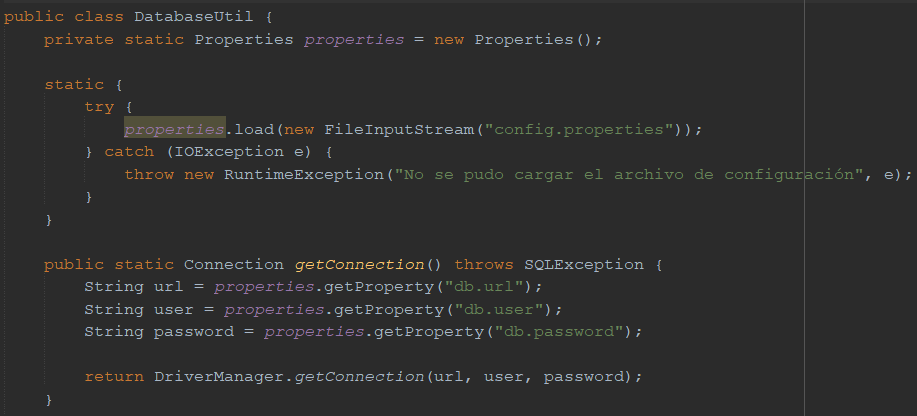 public class DatabaseUtil {
private static Properties properties = new Properties();
static {
try {
properties.load(new FileInputStream("config.properties"));
} catch (IOException e) {
throw new RuntimeException("No se pudo cargar el archivo de configuración", e);
}
}
public static Connection getConnection() throws SQLException {
String url = properties.getProperty("db.url");
String user = properties.getProperty("db.user");
String password = properties.getProperty("db.password");
return DriverManager.getConnection(url, user, password);
}